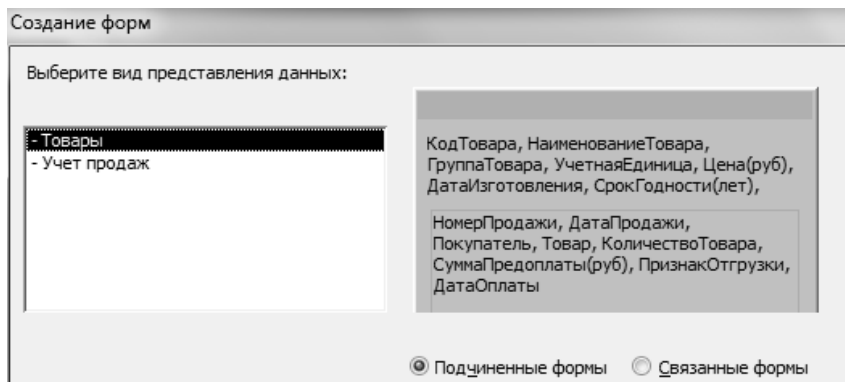 Создание форм
Выберите вид представления данных:
- Товары
- Учет продаж
КодТовара, НаименованиеТовара,
ГруппаТовара, УчетнаяЕдиница, Цена(руб),
ДатаИзготовления, СрокГодности(лет),
НомерПродажи, ДатаПродажи,
Покупатель, Товар, КоличествоТовара,
СуммаПредоплаты(руб), ПризнакОтгрузки,
ДатаОплаты
Подчиненные формы Связанные формы